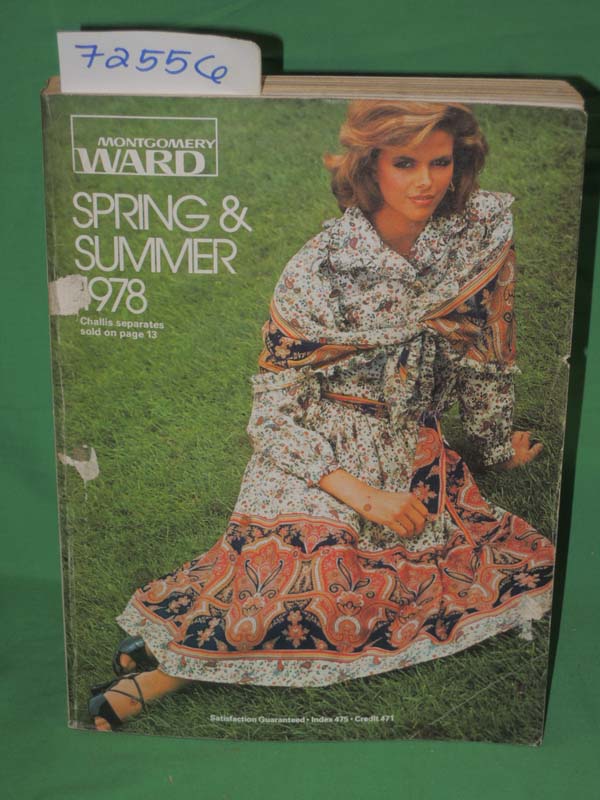 72556
MONTGOMERY
WARD
SPRING &
SUMMER
1978
Challis separates
sold on page 13
Satisfaction Guaranteed • Index 475 • Credit 471